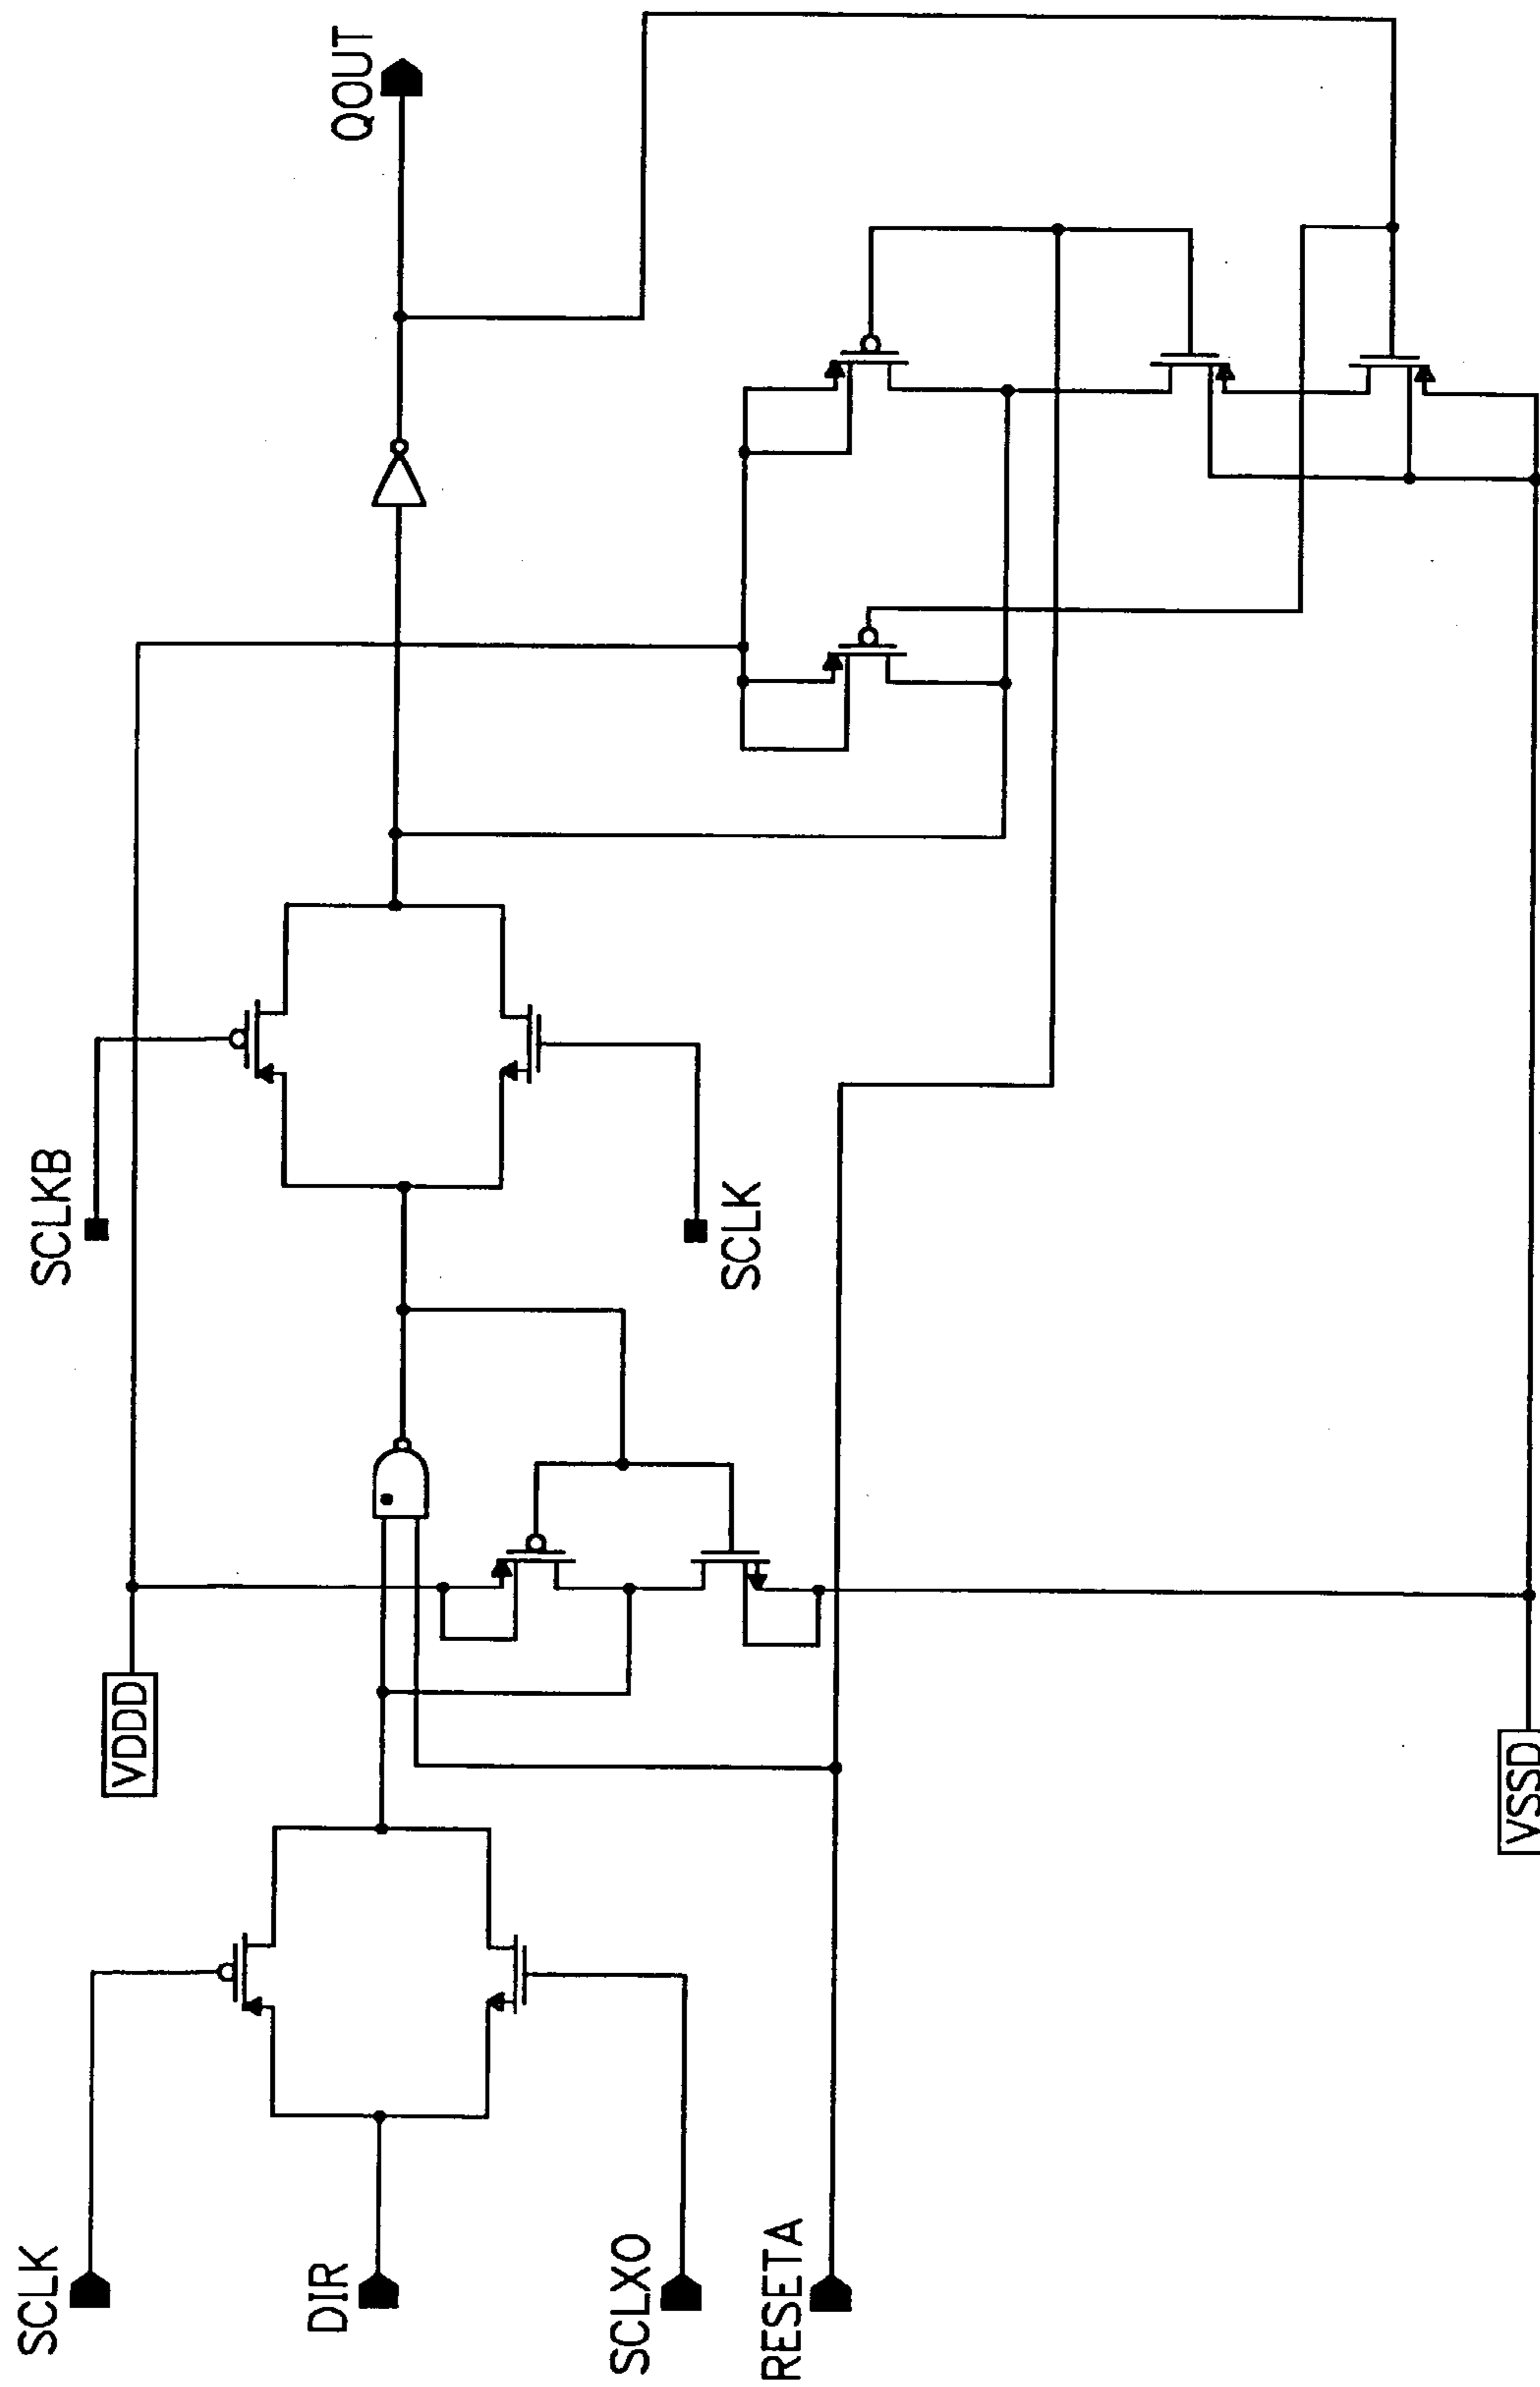 SCLK
DIR
SCLXO
RESETA
VDDD
VSSD
SCLKB
SCLK
QOUT